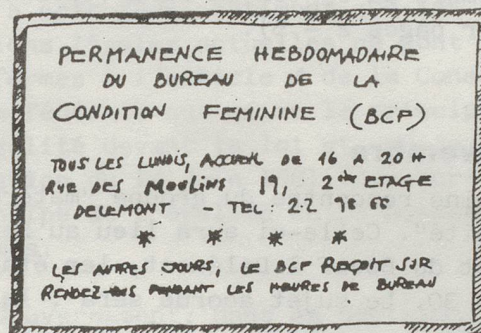 PERMANENCE HEBDOMADAIRE
DU BUREAU DE LA
CONDITION FEMININE (BCF)
TOUS LES LUNDIS, ACCUEIL DE 16 A 20 H
RUE DES MOULINS 19, 2ème ETAGE
DELEMONT - TEL: 22 98 66
* * * *
LES AUTRES JOURS, LE BCF REÇOIT SUR
RENDEZ-VOUS PENDANT LES HEURES DE BUREAU